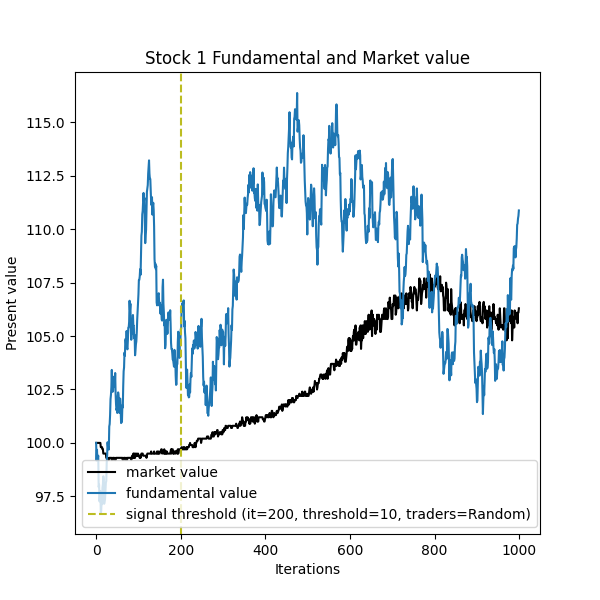 Stock 1 Fundamental and Market value
Present value
115.0
112.5
110.0
107.5
105.0
102.5
100.0
97.5
market value
fundamental value
signal threshold (it=200, threshold=10, traders=Random)
0 200 400 600 800 1000
Iterations